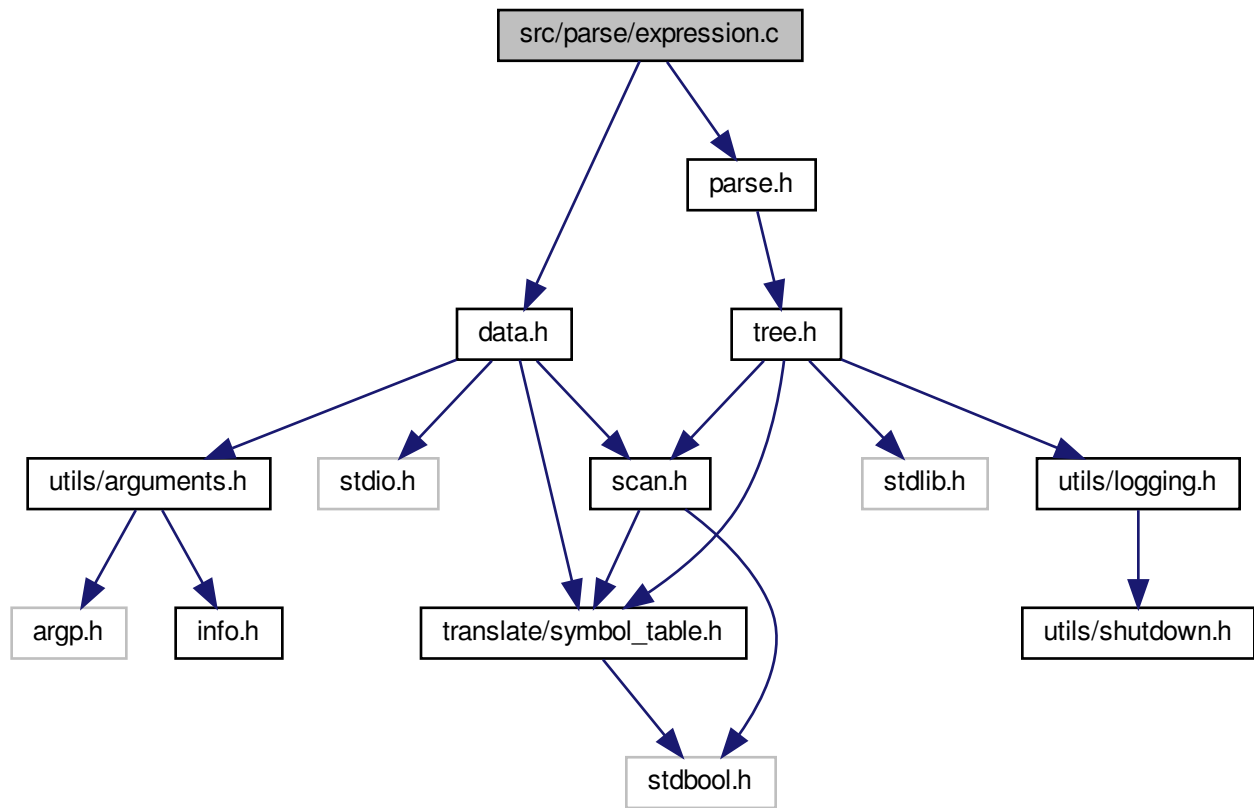 src/parse/expression.c
parse.h
data.h
tree.h
utils/arguments.h
stdio.h
scan.h
stdlib.h
utils/logging.h
argp.h
info.h
translate/symbol_table.h
utils/shutdown.h
stdbool.h